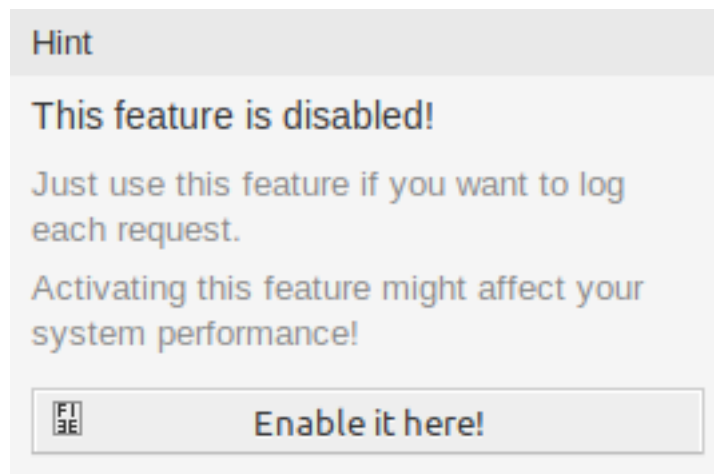 Hint
This feature is disabled!
Just use this feature if you want to log
each request.
Activating this feature might affect your
system performance!
Enable it here!